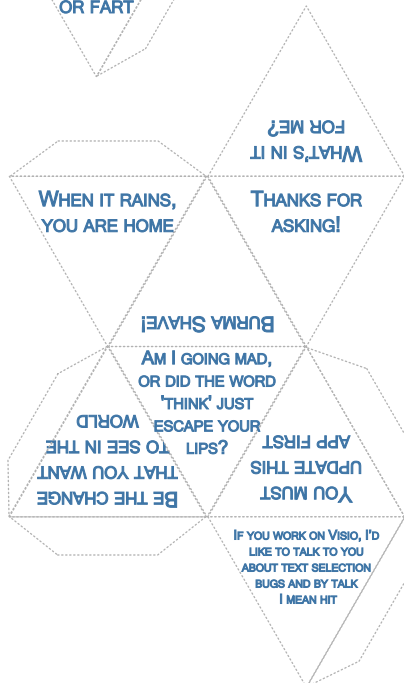 OR FART
WHAT'S IN IT
FOR ME?
WHEN IT RAINS,
YOU ARE HOME
THANKS FOR
ASKING!
BURMA SHAVE!
AM I GOING MAD,
OR DID THE WORD
'THINK' JUST
ESCAPE YOUR
LIPS?
BE THE CHANGE
THAT YOU WANT
TO SEE IN THE
WORLD
YOU MUST
UPDATE THIS
APP FIRST
IF YOU WORK ON VISIO, I'D
LIKE TO TALK TO YOU
ABOUT TEXT SELECTION
BUGS AND BY TALK
I MEAN HIT